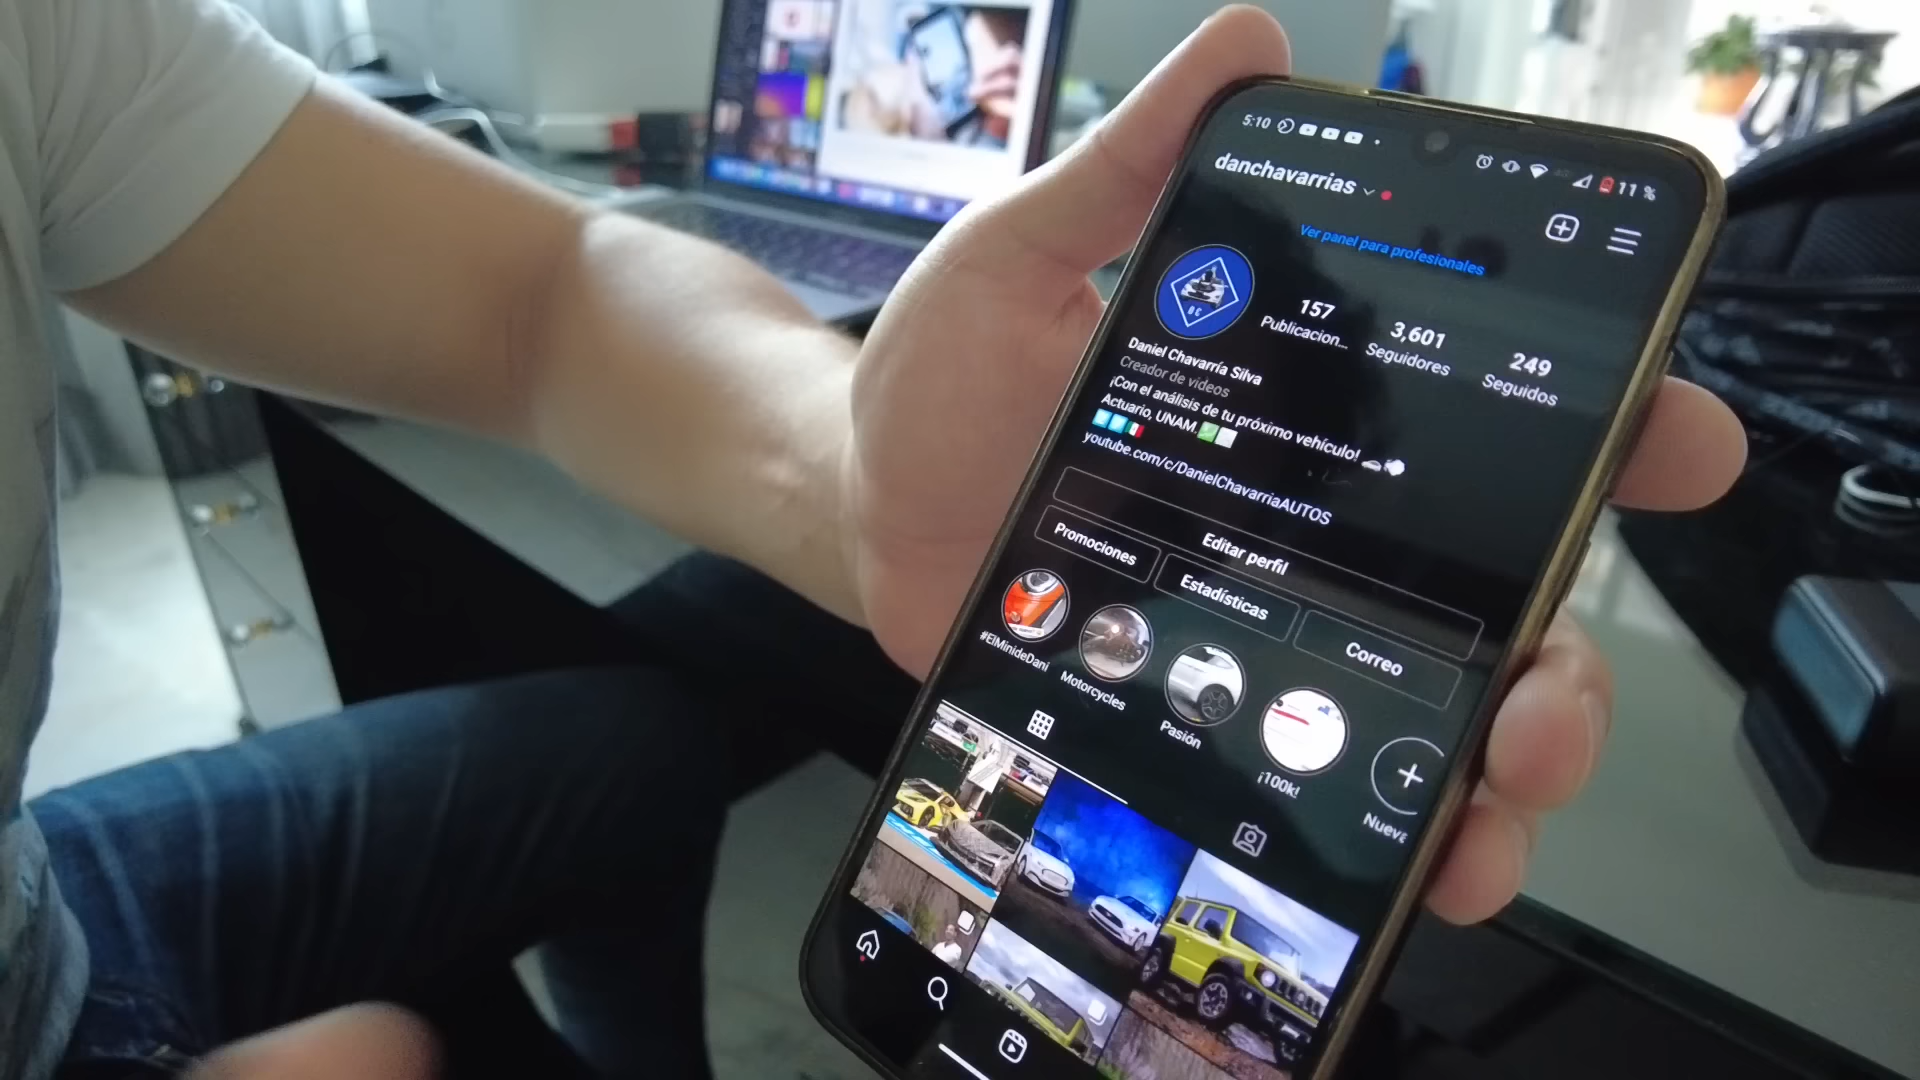 5:10
11 %
danchavarrias
Ver panel para profesionales
157
Publicacion...
3,601
Seguidores
249
Seguidos
Daniel Chavarría Silva
Creador de videos
¡Con el análisis de tu próximo vehículo! 🚗💨
Actuario, UNAM.
youtube.com/c/DanielChavarriaAUTOS
Editar perfil
Promociones
Estadísticas
Correo
#ElMinideDani
Motorcycles
Pasión
¡100k!
Nuevo